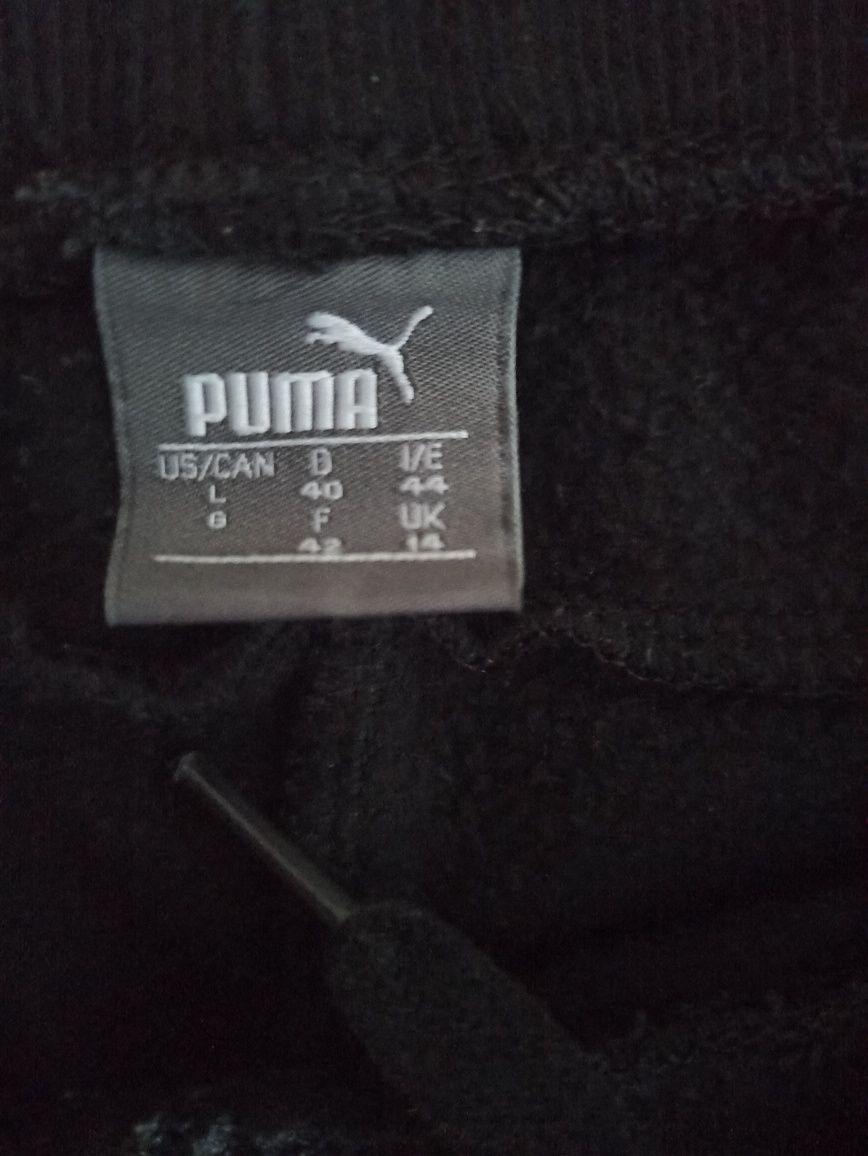 PUMA
US/CAN D I/E
L 40 44
G F UK
42 14